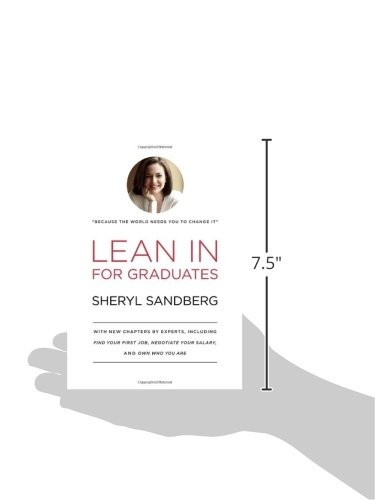 "BECAUSE THE WORLD NEEDS YOU TO CHANGE IT"
LEAN IN
FOR GRADUATES
SHERYL SANDBERG
WITH NEW CHAPTERS BY EXPERTS, INCLUDING
FIND YOUR FIRST JOB, NEGOTIATE YOUR SALARY,
AND OWN WHO YOU ARE
7.5"